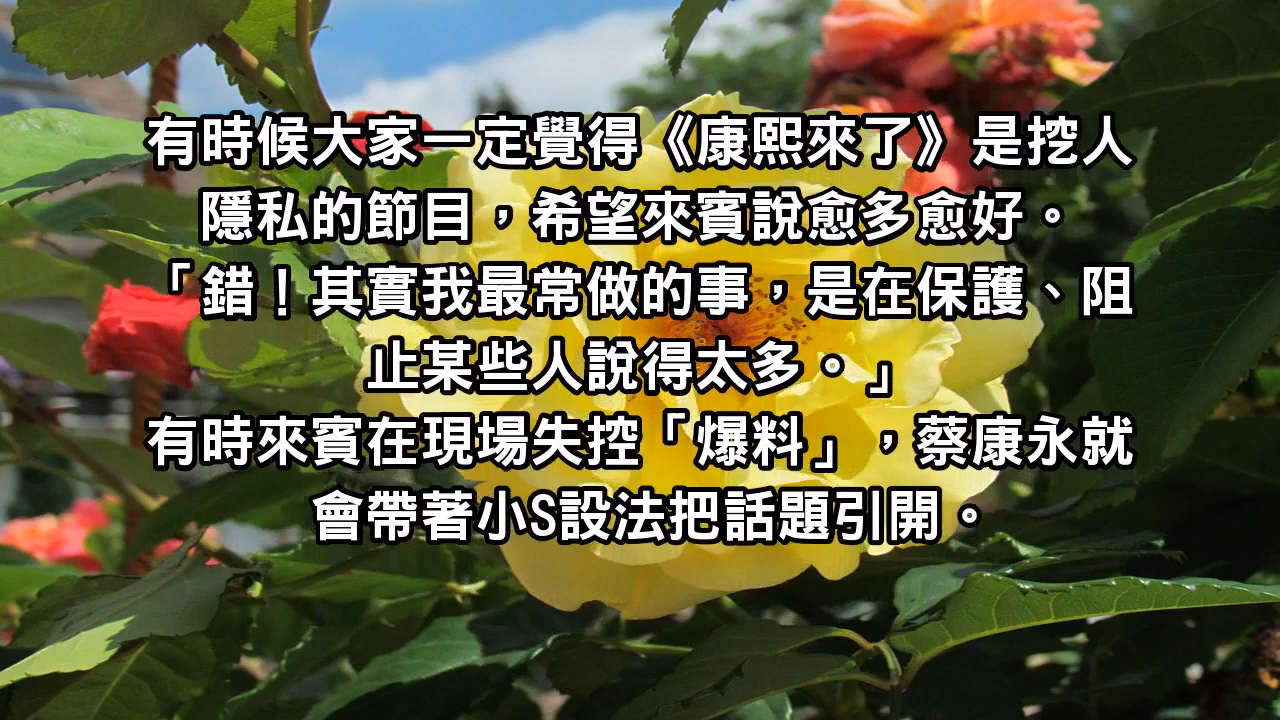 有時候大家一定覺得《康熙來了》是挖人
隱私的節目，希望來賓說愈多愈好。
「錯！其實我最常做的事，是在保護、阻
止某些人說得太多。」
有時來賓在現場失控「爆料」，蔡康永就
會帶著小S設法把話題引開。